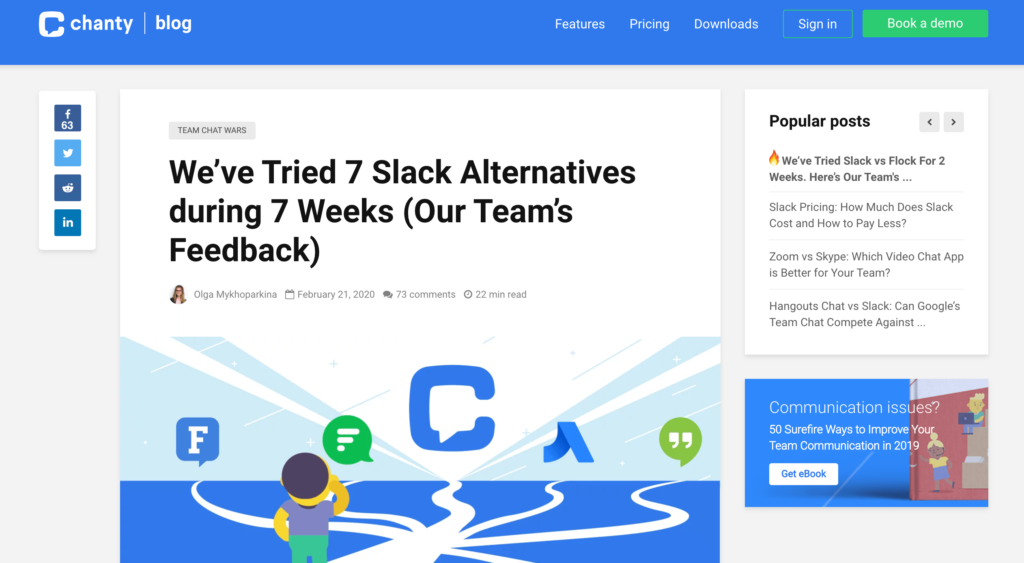 chanty | blog
Features
Pricing
Downloads
Sign in
Book a demo
63
TEAM CHAT WARS
We’ve Tried 7 Slack Alternatives
during 7 Weeks (Our Team’s
Feedback)
Olga Mykhoparkina February 21, 2020 73 comments 22 min read
Popular posts
We’ve Tried Slack vs Flock For 2
Weeks. Here’s Our Team's ...
Slack Pricing: How Much Does Slack
Cost and How to Pay Less?
Zoom vs Skype: Which Video Chat App
is Better for Your Team?
Hangouts Chat vs Slack: Can Google’s
Team Chat Compete Against ...
Communication issues?
50 Surefire Ways to Improve Your
Team Communication in 2019
Get eBook